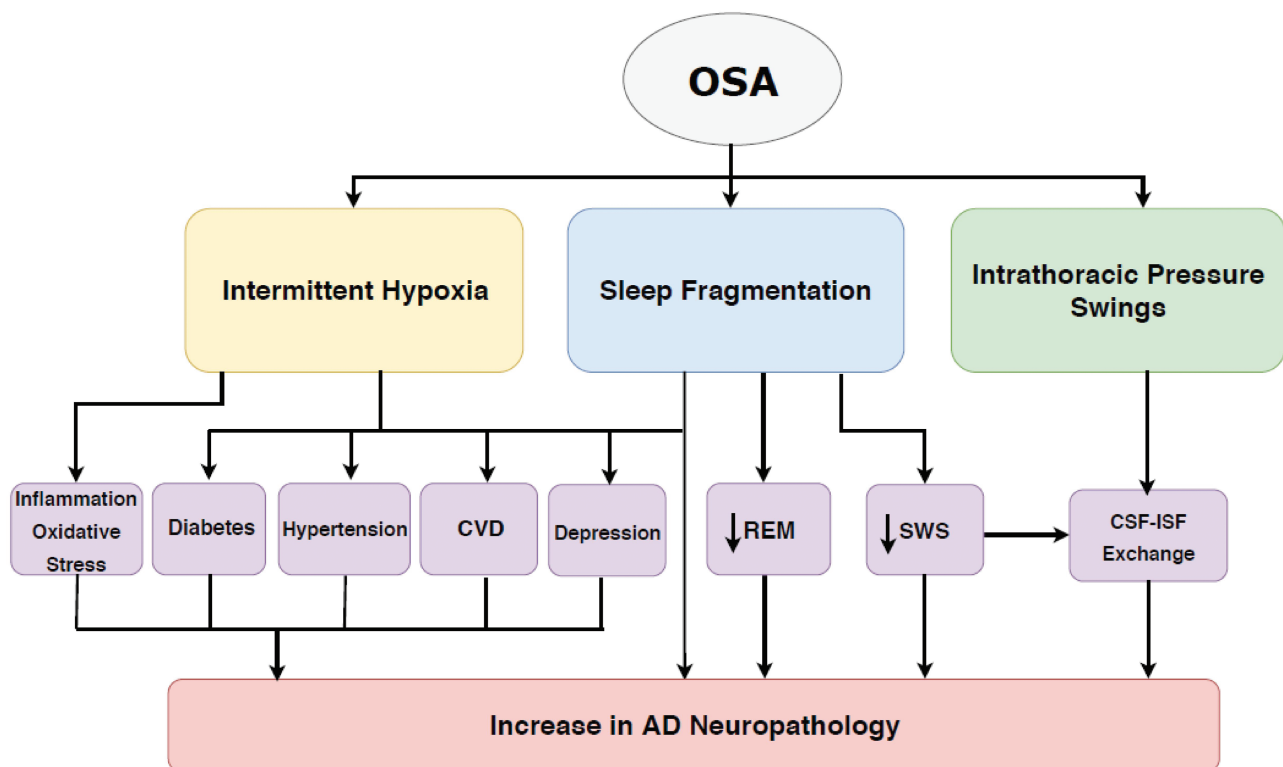 OSA
Intermittent Hypoxia
Sleep Fragmentation
Intrathoracic Pressure
Swings
Inflammation
Oxidative
Stress
Diabetes
Hypertension
CVD
Depression
↓REM
↓SWS
CSF-ISF
Exchange
Increase in AD Neuropathology